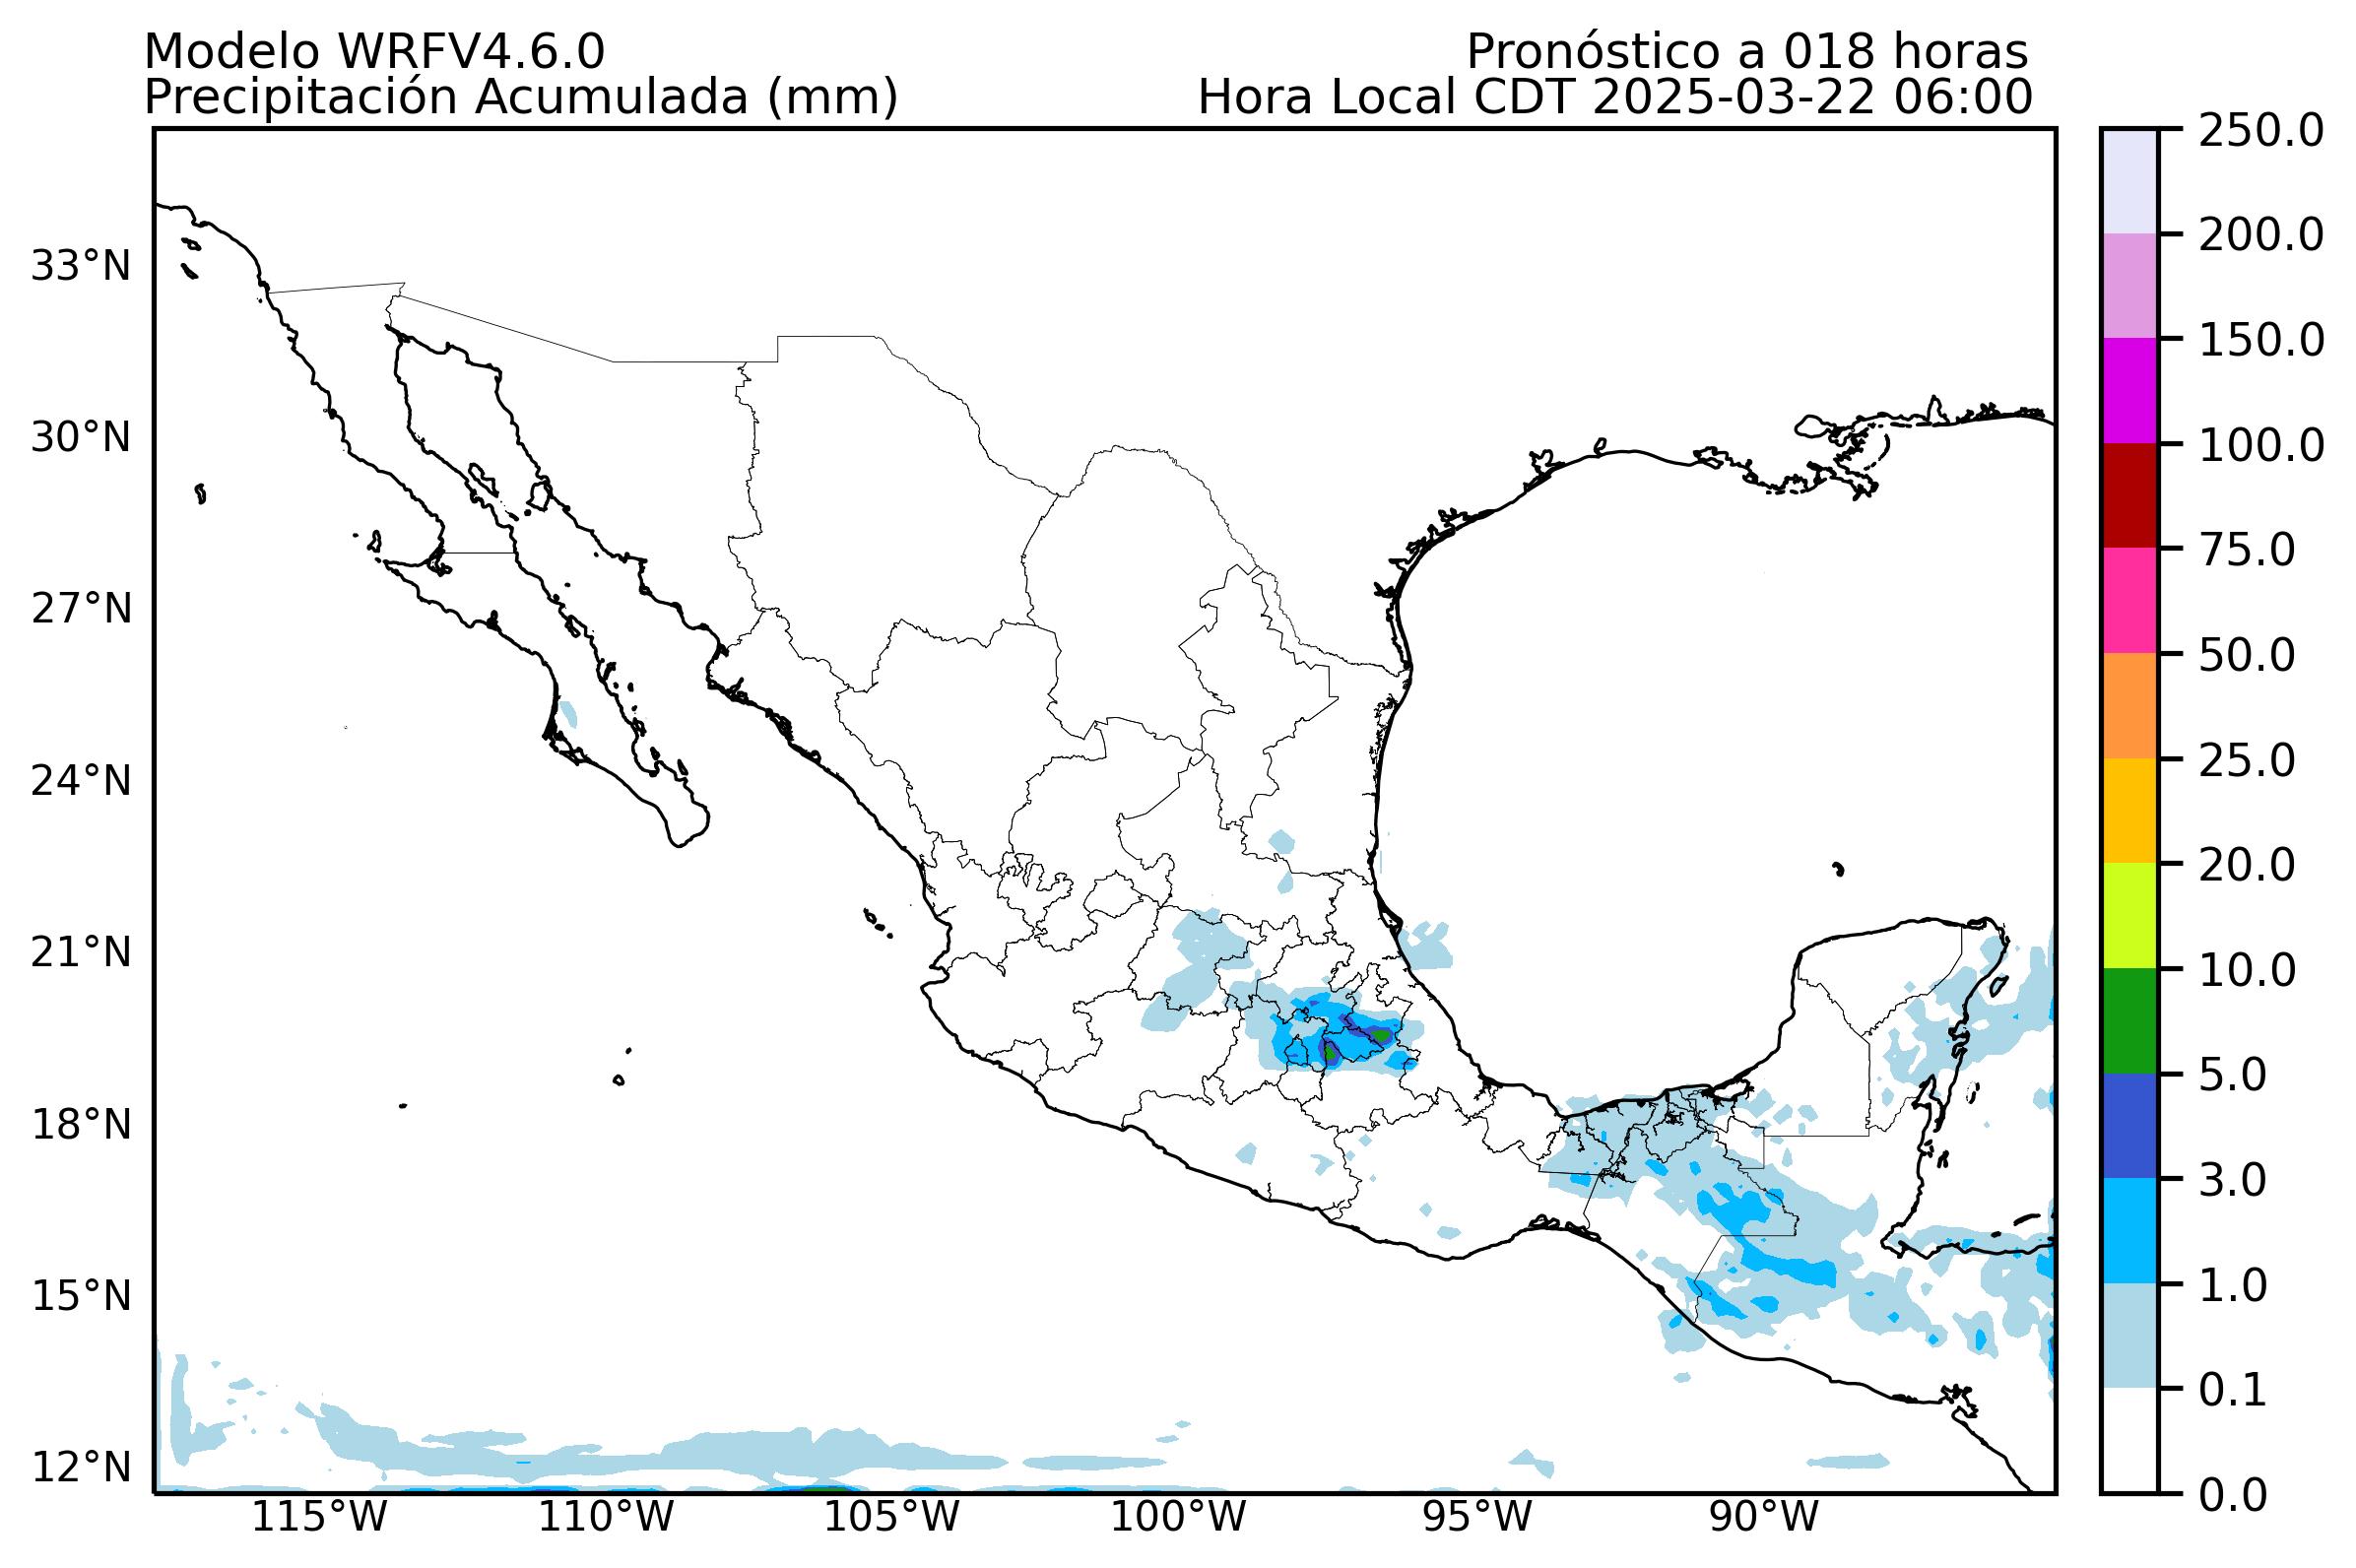 Modelo WRFV4.6.0
Pronóstico a 018 horas
Precipitación Acumulada (mm)
Hora Local CDT 2025-03-22 06:00
33°N
30°N
27°N
24°N
21°N
18°N
15°N
12°N
115°W
110°W
105°W
100°W
95°W
90°W
250.0
200.0
150.0
100.0
75.0
50.0
25.0
20.0
10.0
5.0
3.0
1.0
0.1
0.0